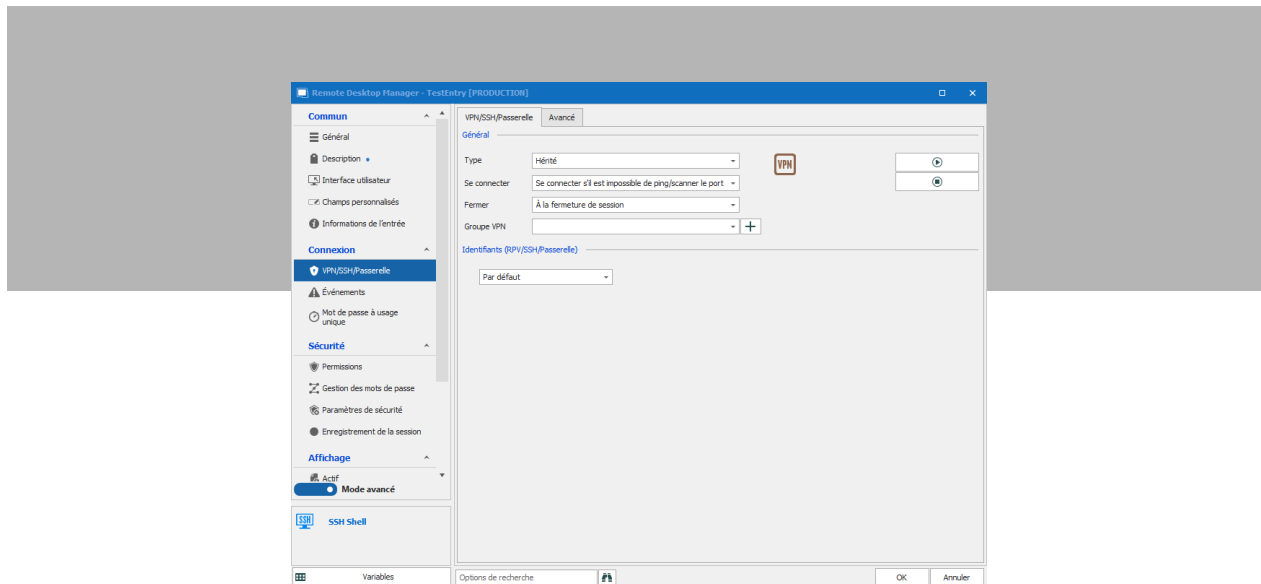 Remote Desktop Manager - TestEntry [PRODUCTION]
Commun
Général
Description
Interface utilisateur
Champs personnalisés
Informations de l'entrée
Connexion
VPN/SSH/Passerelle
Événements
Mot de passe à usage
unique
Sécurité
Permissions
Gestion des mots de passe
Paramètres de sécurité
Enregistrement de la session
Affichage
Actif
Mode avancé
SSH
SSH Shell
Variables
VPN/SSH/Passerelle
Avancé
Général
Type
Hérité
VPN
Se connecter
Se connecter s'il est impossible de ping/scanner le port
Fermer
À la fermeture de session
Groupe VPN
Identifiants (RPV/SSH/Passerelle)
Par défaut
Options de recherche
OK
Annuler